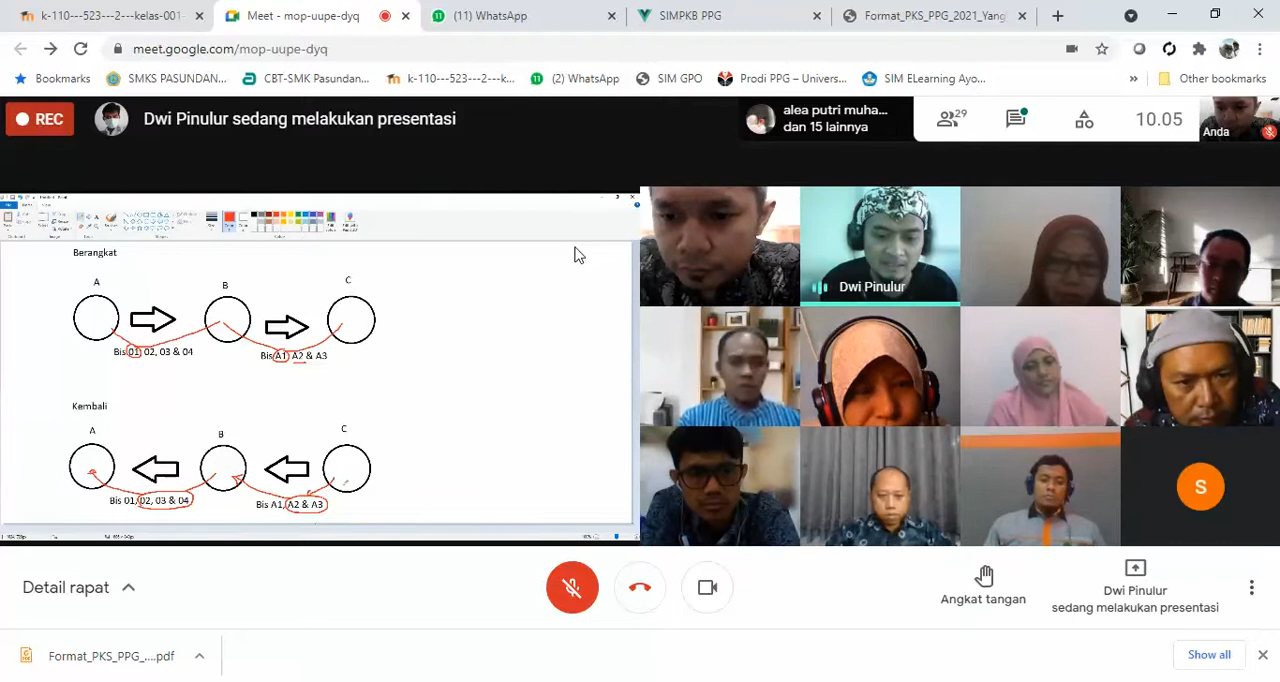 k-110---523---2---kelas-001-
Meet - mop-uupe-dyq
(11) WhatsApp
SIMPKB PPG
Format_PKS_PPG_2021_Yang
meet.google.com/mop-uupe-dyq
Bookmarks
SMKS PASUNDAN...
CBT-SMK Pasundan...
k-110---523---2---k...
(2) WhatsApp
SIM GPO
Prodi PPG – Univers...
SIM ELearning Ayo...
Other bookmarks
REC
Dwi Pinulur sedang melakukan presentasi
alea putri muha...
dan 15 lainnya
29
10.05
Anda
Berangkat
A
B
C
Bis 01, 02, 03 & 04
Bis A1, A2 & A3
Kembali
A
B
C
Bis 01, 02, 03 & 04
Bis A1, A2 & A3
Dwi Pinulur
S
Detail rapat
Angkat tangan
Dwi Pinulur
sedang melakukan presentasi
Format_PKS_PPG_....pdf
Show all